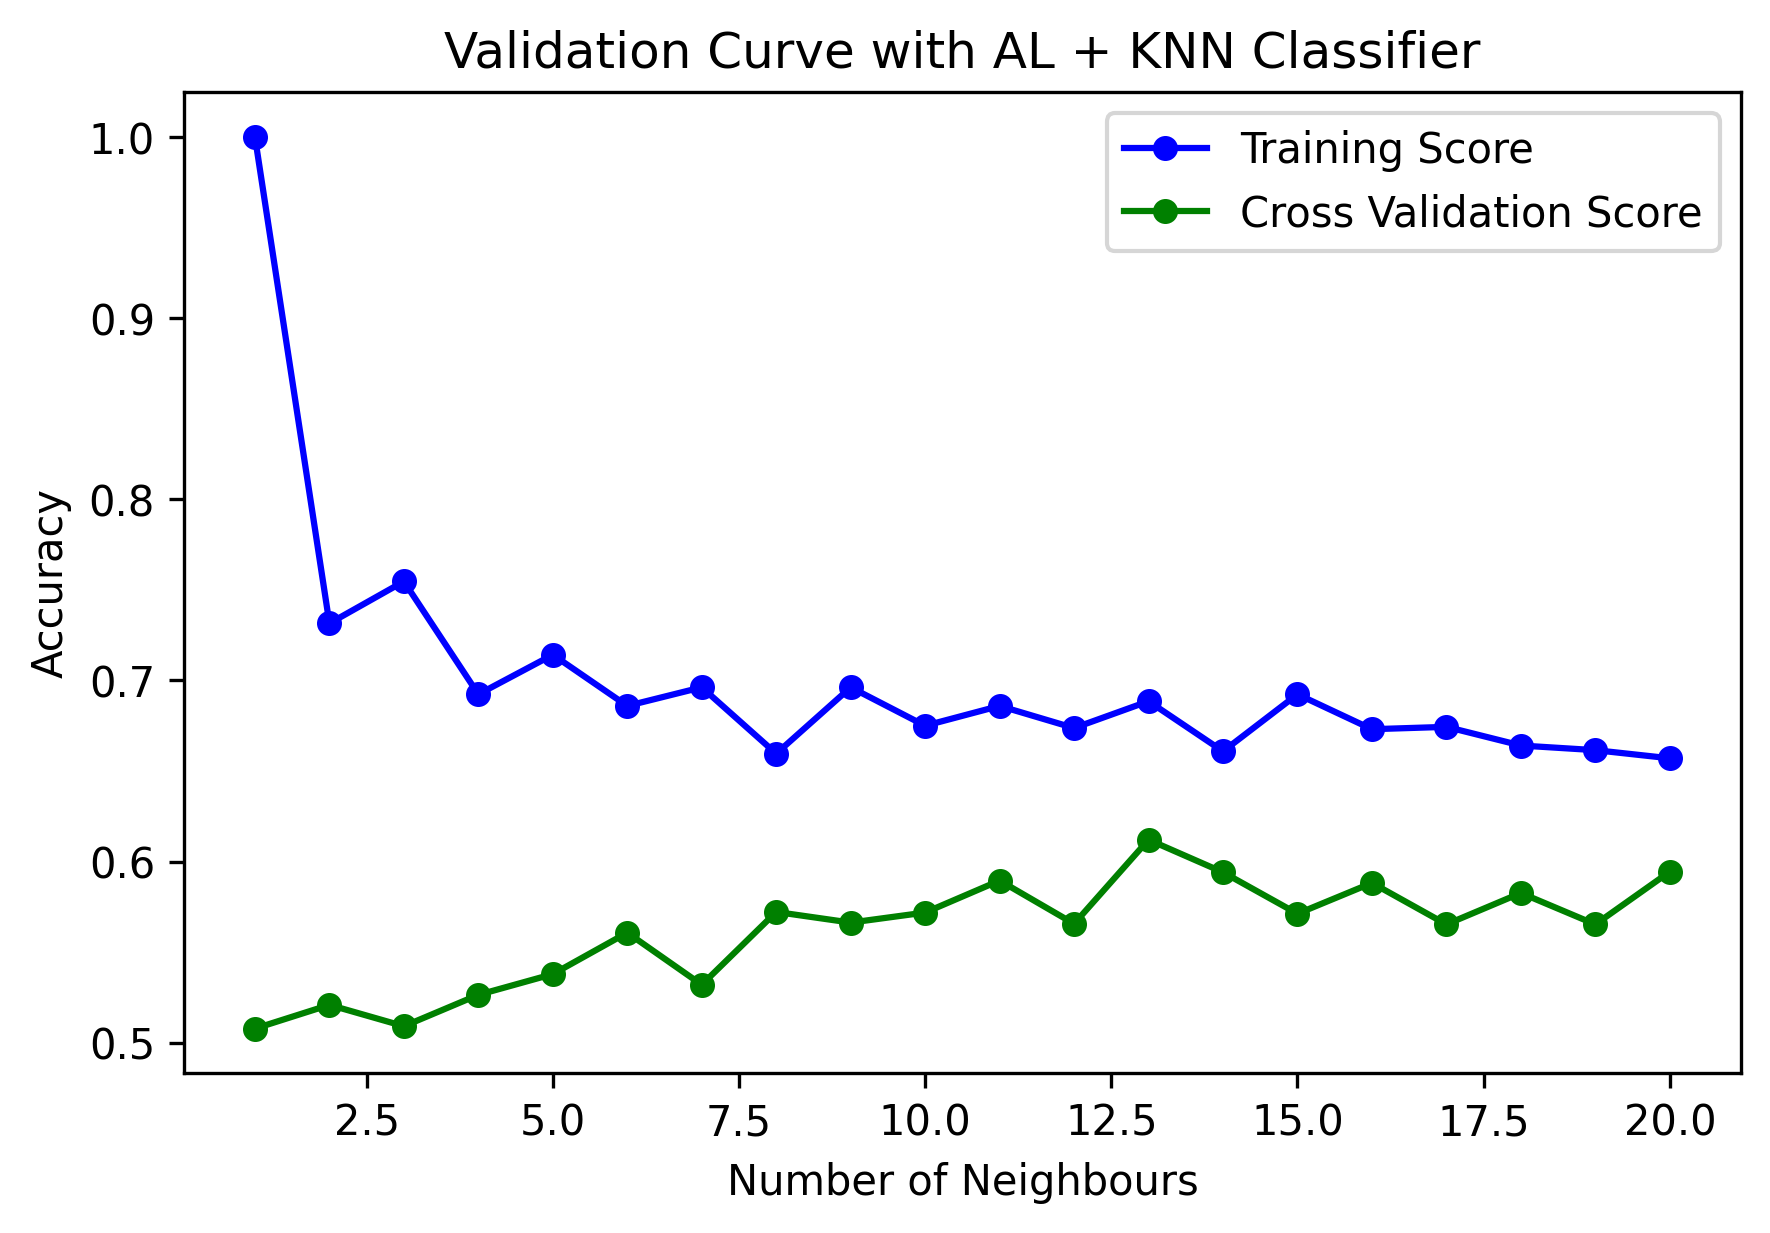 Validation Curve with AL + KNN Classifier
Training Score
Cross Validation Score
1.0
0.9
0.8
0.7
0.6
0.5
Accuracy
2.5 5.0 7.5 10.0 12.5 15.0 17.5 20.0
Number of Neighbours